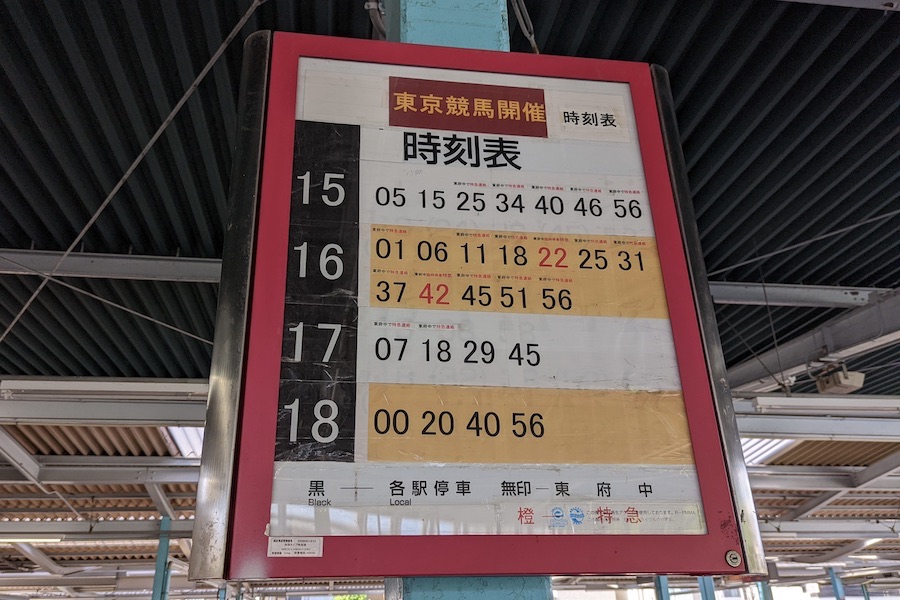 東京競馬開催 時刻表
時刻表
15 05 15 25 34 40 46 56
16 01 06 11 18 22 25 31
37 42 45 51 56
17 07 18 29 45
18 00 20 40 56
黒 — 各駅停車 無印 — 東府中
Black Local
橙 — 特急